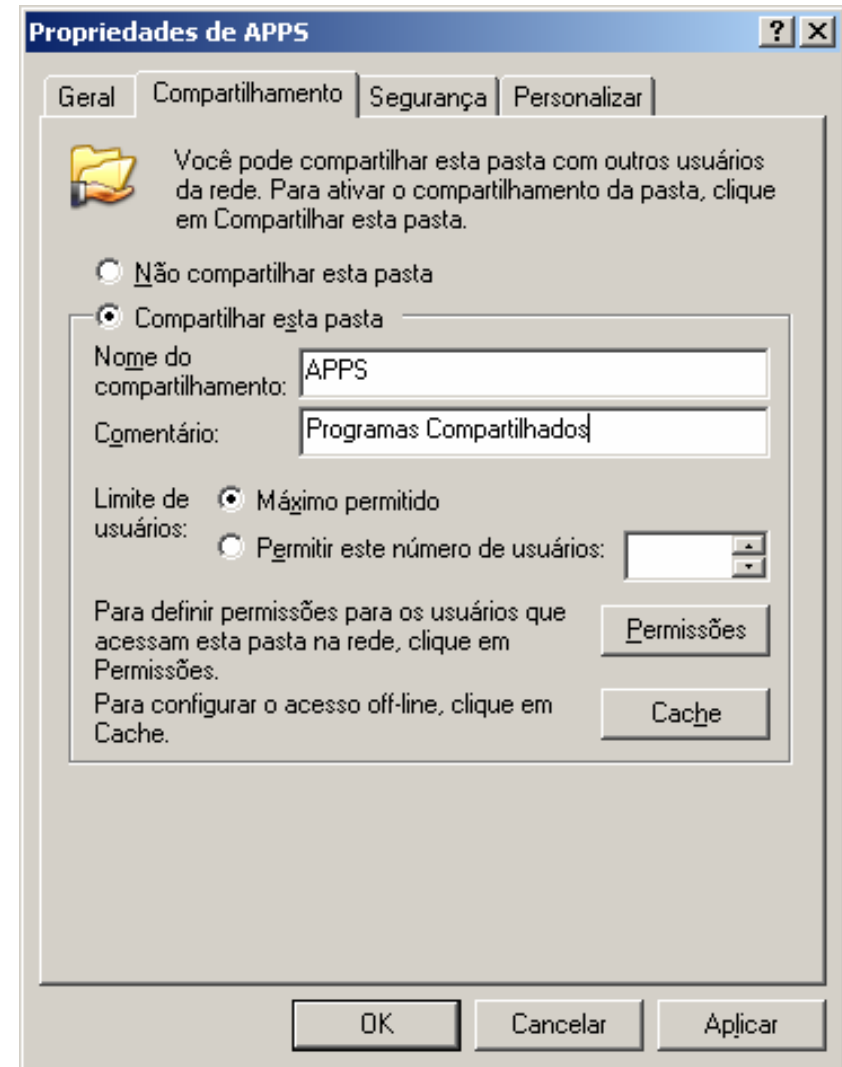 Propriedades de APPS
Geral Compartilhamento Segurança Personalizar
Você pode compartilhar esta pasta com outros usuários
da rede. Para ativar o compartilhamento da pasta, clique
em Compartilhar esta pasta.
Não compartilhar esta pasta
Compartilhar esta pasta
Nome do
compartilhamento:
APPS
Comentário:
Programas Compartilhados
Limite de
usuários:
Máximo permitido
Permitir este número de usuários:
Para definir permissões para os usuários que
acessam esta pasta na rede, clique em
Permissões.
Permissões
Para configurar o acesso off-line, clique em
Cache.
Cache
OK Cancelar Aplicar